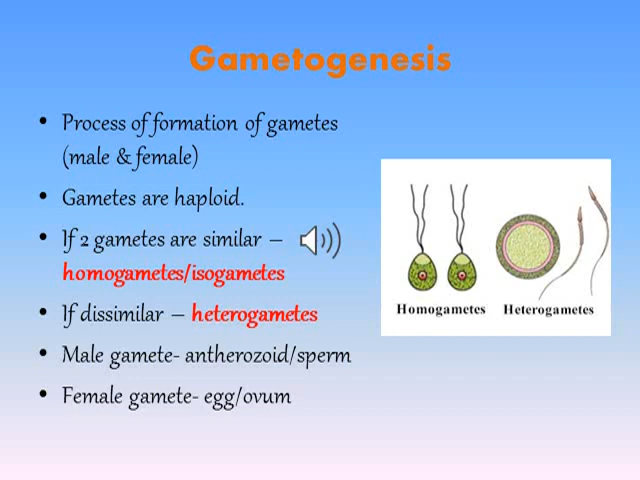 Gametogenesis
• Process of formation of gametes
(male & female)
• Gametes are haploid.
• If 2 gametes are similar –
homogametes/isogametes
• If dissimilar – heterogametes
• Male gamete- antherozoid/sperm
• Female gamete- egg/ovum
Homogametes Heterogametes